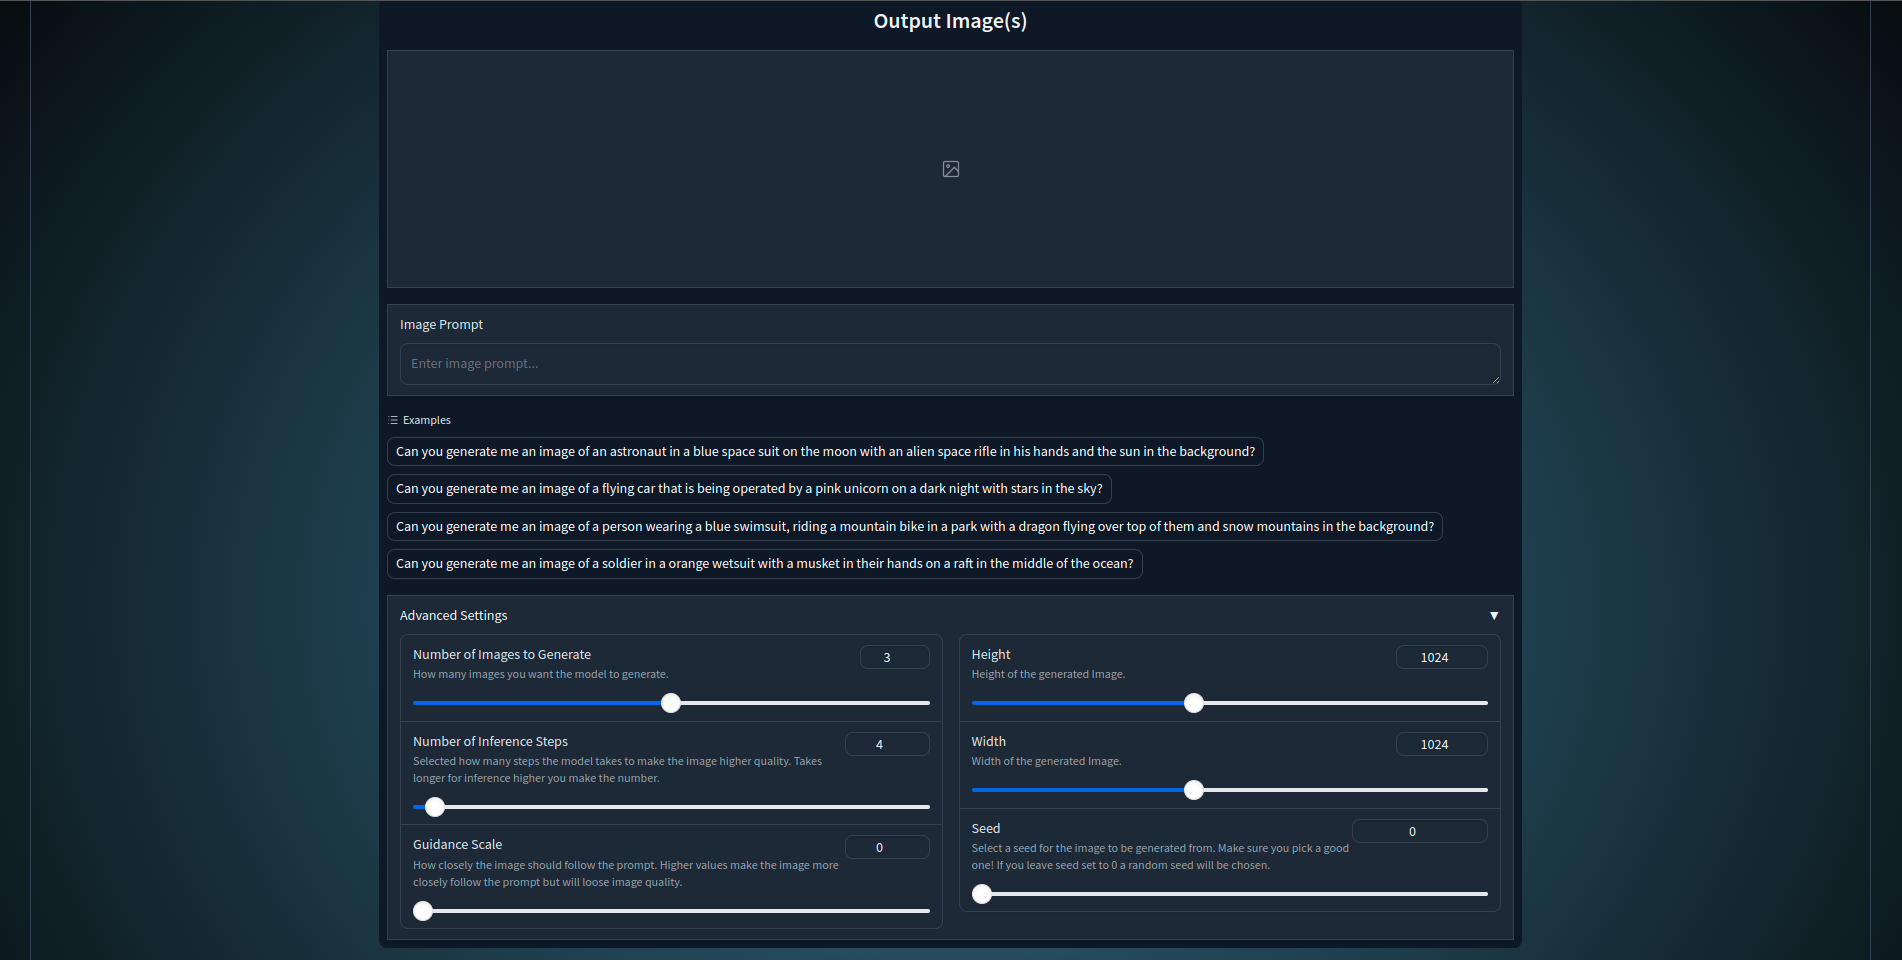 Output Image(s)
Image Prompt
Enter image prompt...
Examples
Can you generate me an image of an astronaut in a blue space suit on the moon with an alien space rifle in his hands and the sun in the background?
Can you generate me an image of a flying car that is being operated by a pink unicorn on a dark night with stars in the sky?
Can you generate me an image of a person wearing a blue swimsuit, riding a mountain bike in a park with a dragon flying over top of them and snow mountains in the background?
Can you generate me an image of a soldier in a orange wetsuit with a musket in their hands on a raft in the middle of the ocean?
Advanced Settings
Number of Images to Generate
3
How many images you want the model to generate.
Number of Inference Steps
4
Selected how many steps the model takes to make the image higher quality. Takes
longer for inference higher you make the number.
Guidance Scale
0
How closely the image should follow the prompt. Higher values make the image more
closely follow the prompt but will loose image quality.
Height
1024
Height of the generated Image.
Width
1024
Width of the generated Image.
Seed
0
Select a seed for the image to be generated from. Make sure you pick a good
one! If you leave seed set to 0 a random seed will be chosen.